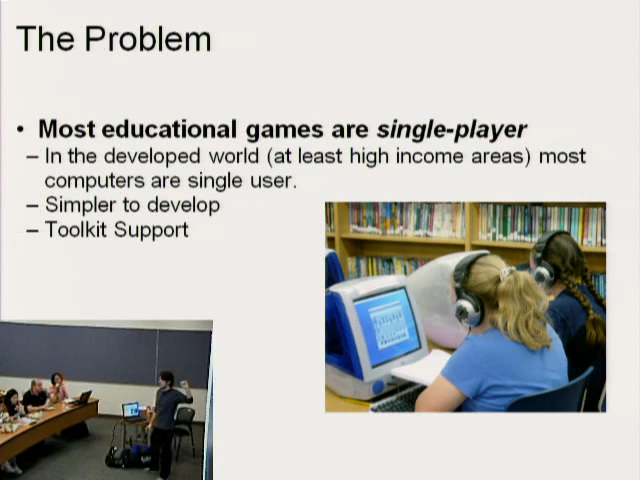 The Problem
• Most educational games are single-player
– In the developed world (at least high income areas) most
computers are single user.
– Simpler to develop
– Toolkit Support